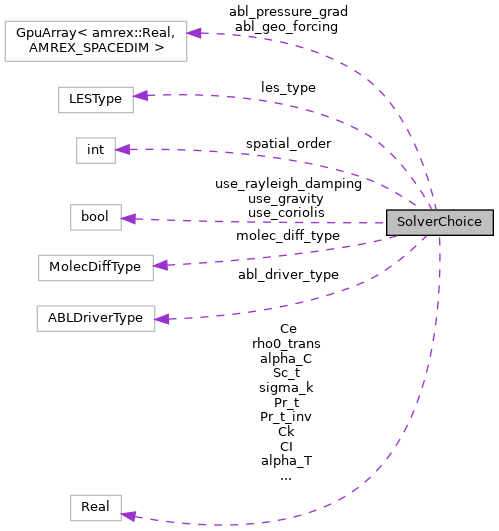 abl_pressure_grad
abl_geo_forcing
GpuArray< amrex::Real,
AMREX_SPACEDIM >
les_type
LESType
spatial_order
int
use_rayleigh_damping
use_gravity
use_coriolis
bool
SolverChoice
molec_diff_type
MolecDiffType
abl_driver_type
ABLDriverType
Ce
rho0_trans
alpha_C
Sc_t
sigma_k
Pr_t
Pr_t_inv
Ck
CI
alpha_T
...
Real